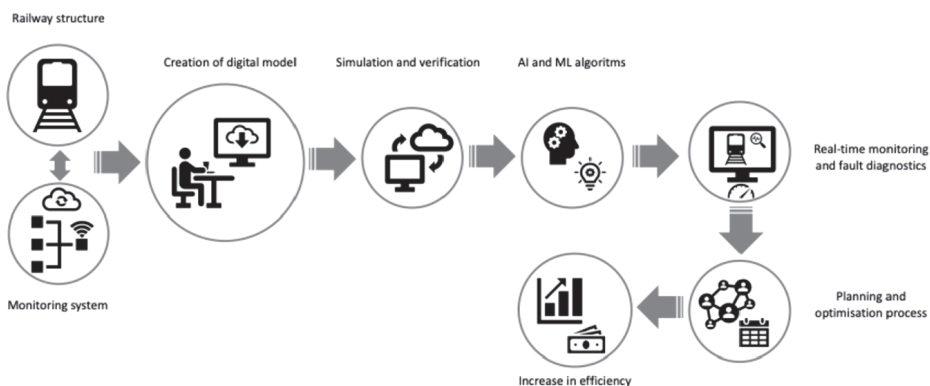 Railway structure
Creation of digital model
Simulation and verification
AI and ML algoritms
Real-time monitoring
and fault diagnostics
Monitoring system
Planning and
optimisation process
Increase in efficiency